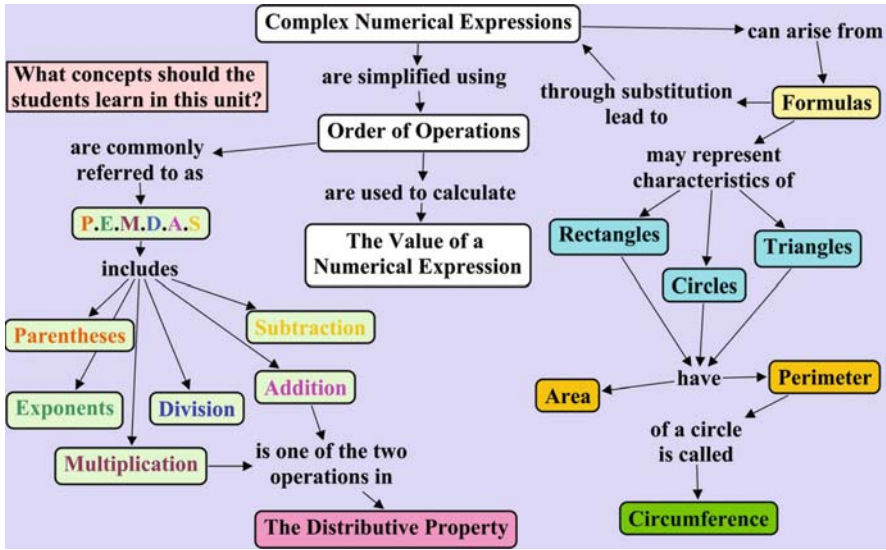 Complex Numerical Expressions
can arise from
What concepts should the
students learn in this unit?
are simplified using
through substitution
lead to
Formulas
Order of Operations
are commonly
referred to as
may represent
characteristics of
are used to calculate
P.E.M.D.A.S
The Value of a
Numerical Expression
Rectangles
Triangles
Circles
includes
Parentheses
Subtraction
Exponents
Division
Addition
have
Area
Perimeter
Multiplication
is one of the two
operations in
of a circle
is called
The Distributive Property
Circumference